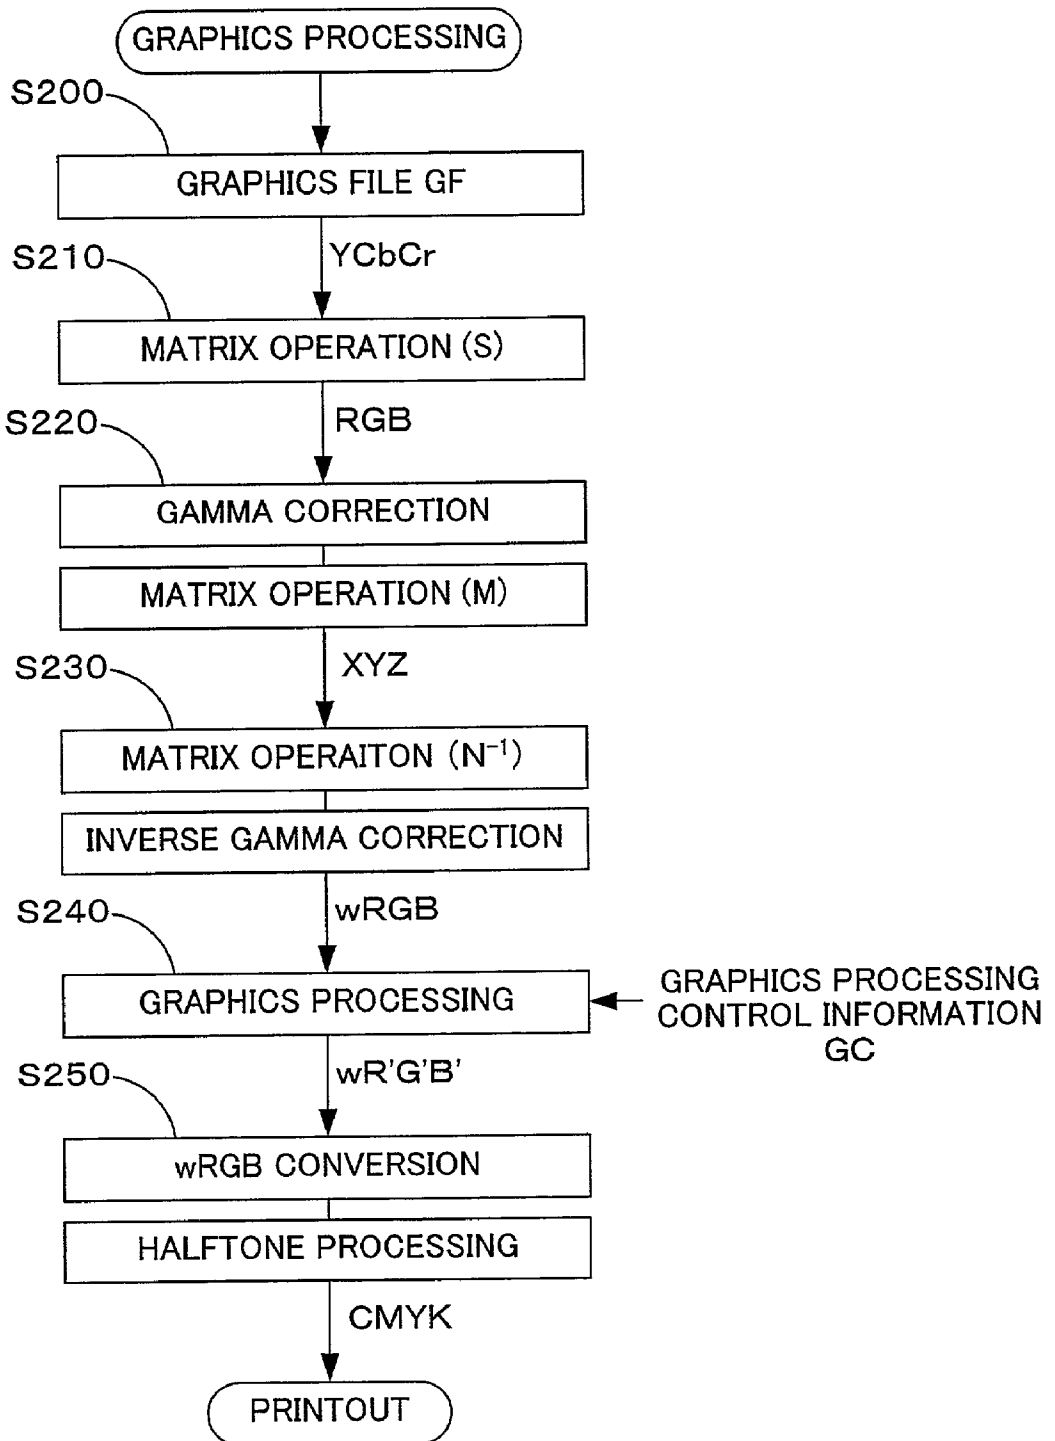 GRAPHICS PROCESSING
S200
GRAPHICS FILE GF
YCbCr
S210
MATRIX OPERATION (S)
RGB
S220
GAMMA CORRECTION
MATRIX OPERATION (M)
XYZ
S230
MATRIX OPERAITON (N⁻¹)
INVERSE GAMMA CORRECTION
wRGB
S240
GRAPHICS PROCESSING
GRAPHICS PROCESSING
CONTROL INFORMATION
GC
wR'G'B'
S250
wRGB CONVERSION
HALFTONE PROCESSING
CMYK
PRINTOUT